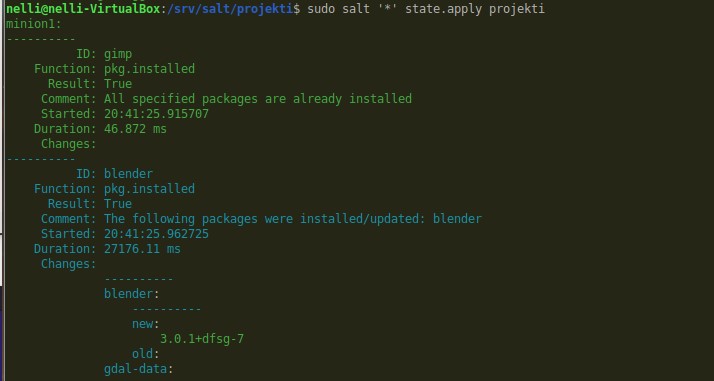 nelli@nelli-VirtualBox:/srv/salt/projekti$ sudo salt '*' state.apply projekti
minion1:
----------
          ID: gimp
    Function: pkg.installed
      Result: True
     Comment: All specified packages are already installed
     Started: 20:41:25.915707
    Duration: 46.872 ms
     Changes:
----------
          ID: blender
    Function: pkg.installed
      Result: True
     Comment: The following packages were installed/updated: blender
     Started: 20:41:25.962725
    Duration: 27176.11 ms
     Changes:
              ----------
              blender:
                  ----------
                  new:
                      3.0.1+dfsg-7
                  old:
              gdal-data: